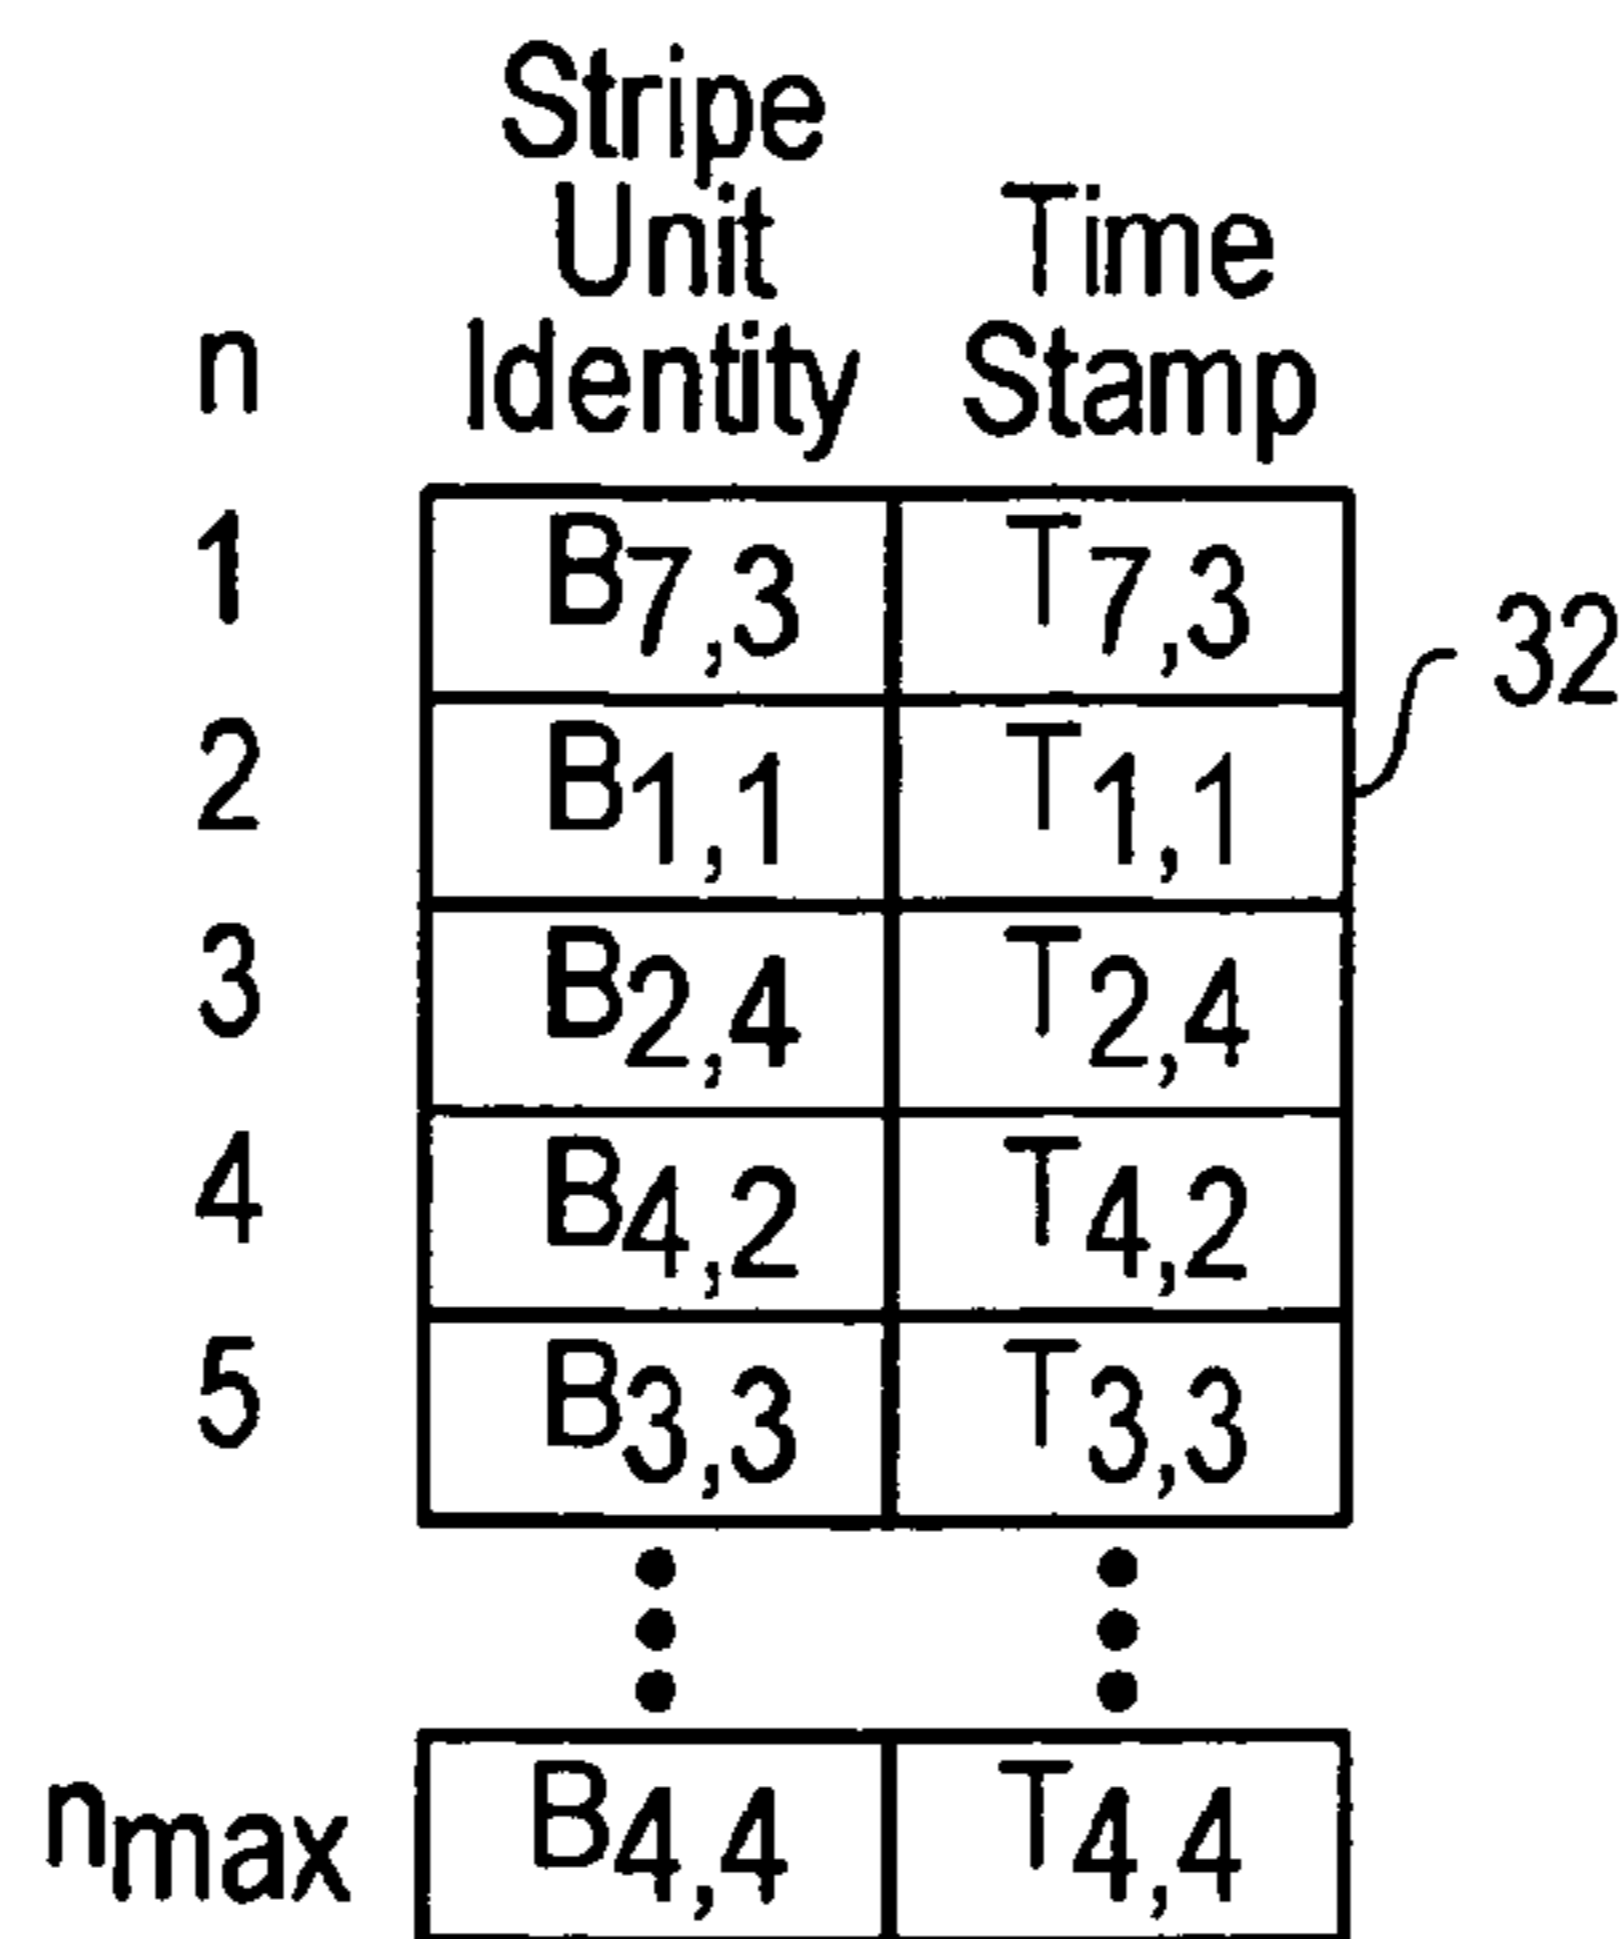 Stripe
Unit Time
n Identity Stamp
1 B7,3 T7,3
32
2 B1,1 T1,1
3 B2,4 T2,4
4 B4,2 T4,2
5 B3,3 T3,3
nmax B4,4 T4,4